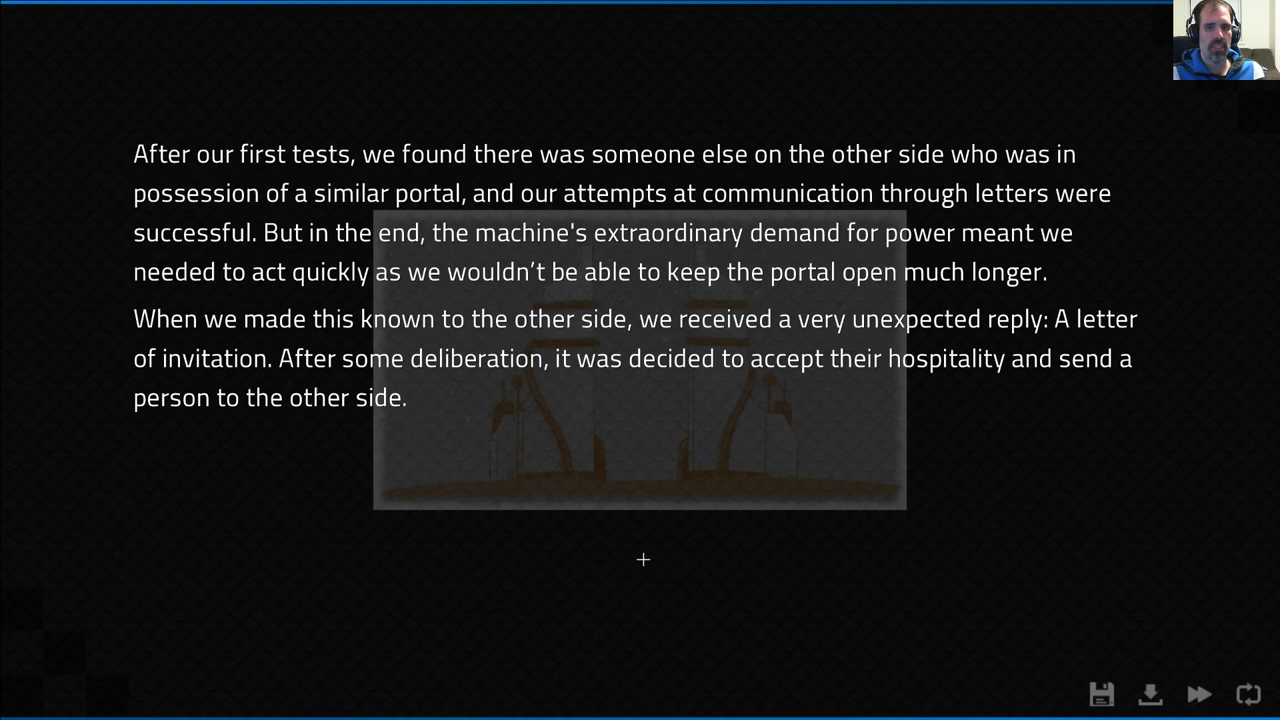 After our first tests, we found there was someone else on the other side who was in
possession of a similar portal, and our attempts at communication through letters were
successful. But in the end, the machine's extraordinary demand for power meant we
needed to act quickly as we wouldn’t be able to keep the portal open much longer.
When we made this known to the other side, we received a very unexpected reply: A letter
of invitation. After some deliberation, it was decided to accept their hospitality and send a
person to the other side.